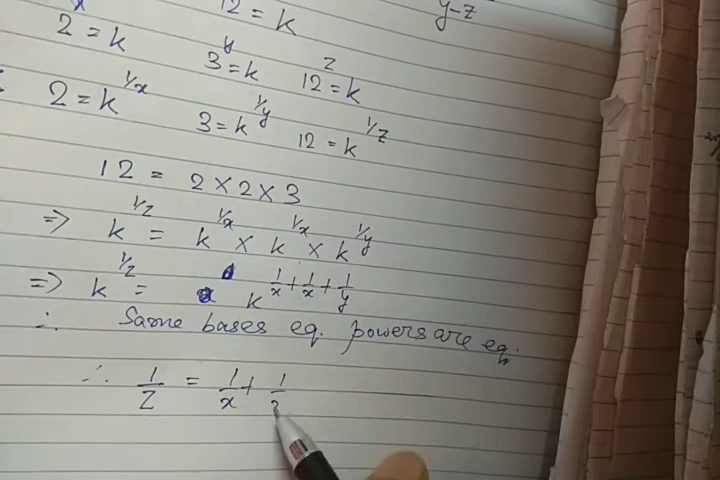 12 = k
y-z
2^x = k
3^y = k 12^z = k
2 = k^1/x 3 = k^1/y 12 = k^1/z
12 = 2 × 2 × 3
⇒ k^1/z = k^1/x × k^1/x × k^1/y
⇒ k^1/z = k^1/x+1/x+1/y
∴ Same bases eq. powers are eq.
∴ 1/z = 1/x + 1